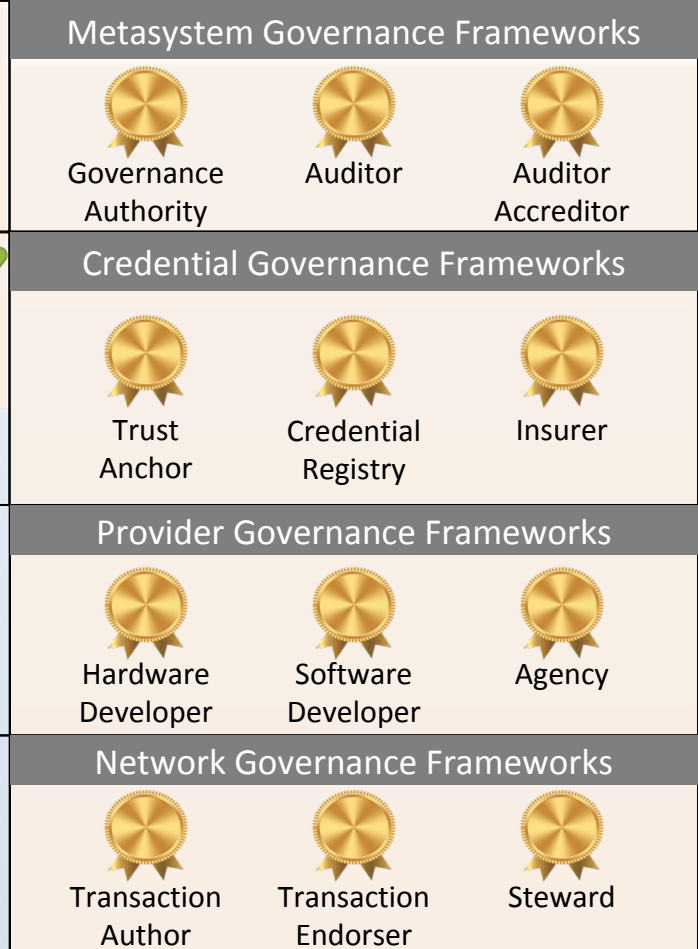 Metasystem Governance Frameworks
Governance Auditor Auditor
Authority Accreditor
Credential Governance Frameworks
Trust Credential Insurer
Anchor Registry
Provider Governance Frameworks
Hardware Software Agency
Developer Developer
Network Governance Frameworks
Transaction Transaction Steward
Author Endorser